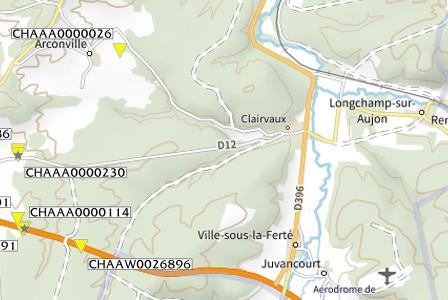 CHAAA0000026
Arconville
Longchamp-sur-
Aujon
Clairvaux
D12
CHAAA0000230
D396
CHAAA0000114
Ville-sous-la-Ferté
CHAAW0026896
Juvancourt
Aérodrome de